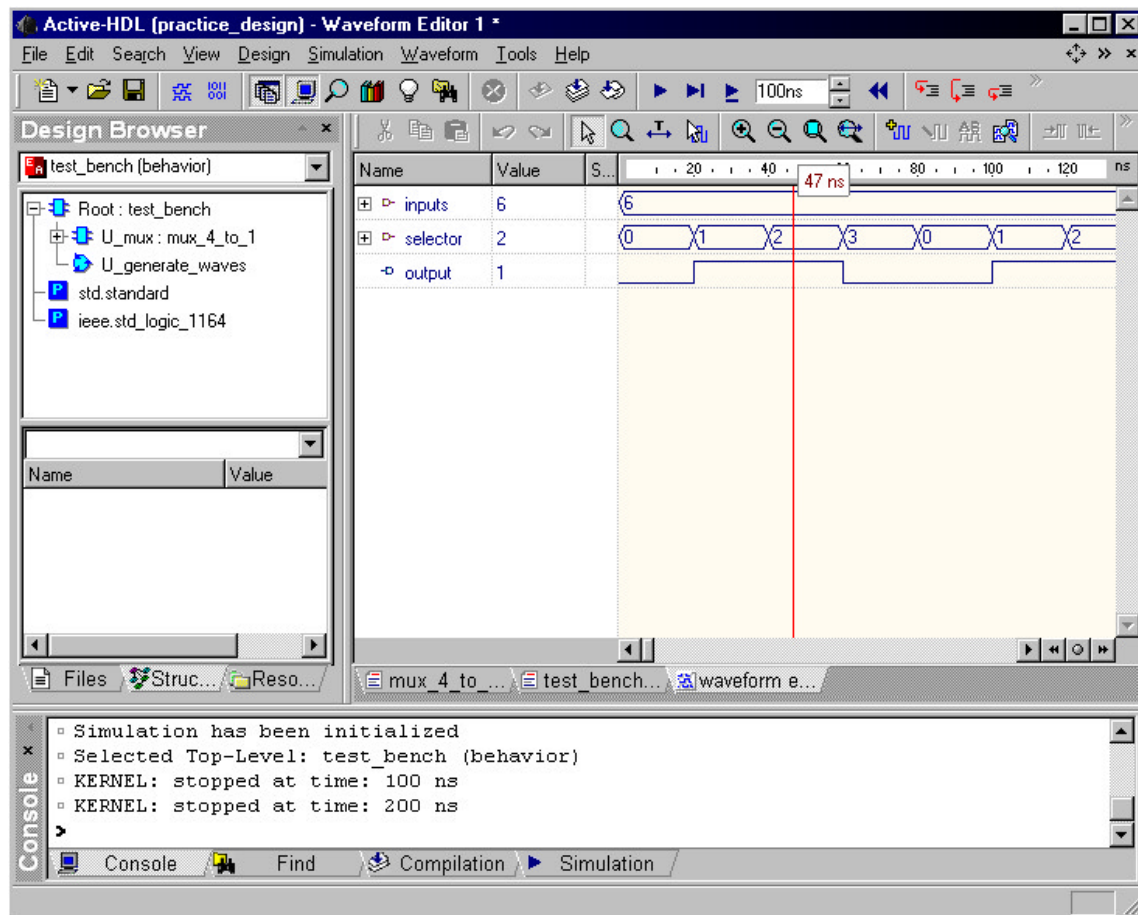 Active-HDL (practice_design) - Waveform Editor 1 *
File Edit Search View Design Simulation Waveform Tools Help
100ns
Design Browser
test_bench (behavior)
Root : test_bench
U_mux : mux_4_to_1
U_generate_waves
std.standard
ieee.std_logic_1164
Name Value
Files Struc... Reso...
Name Value S... 20 40 80 100 120 ns
47 ns
inputs 6 6
selector 2 0 1 2 3 0 1 2
output 1
mux_4_to_... test_bench... waveform e...
Console
Simulation has been initialized
Selected Top-Level: test_bench (behavior)
KERNEL: stopped at time: 100 ns
KERNEL: stopped at time: 200 ns
>
Console Find Compilation Simulation